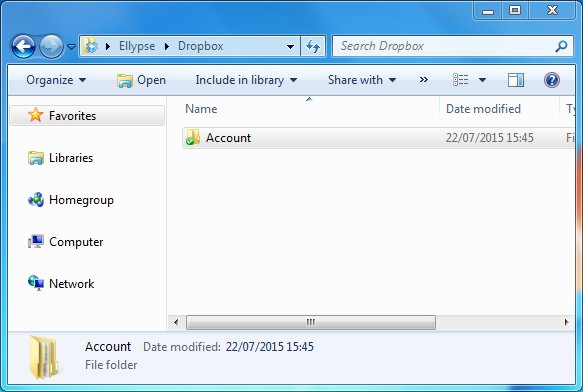 Ellypse Dropbox Search Dropbox
Organize Open Include in library Share with »
Name Date modified Ty
Favorites
Account 22/07/2015 15:45 Fi
Libraries
Homegroup
Computer
Network
Account Date modified: 22/07/2015 15:45
File folder